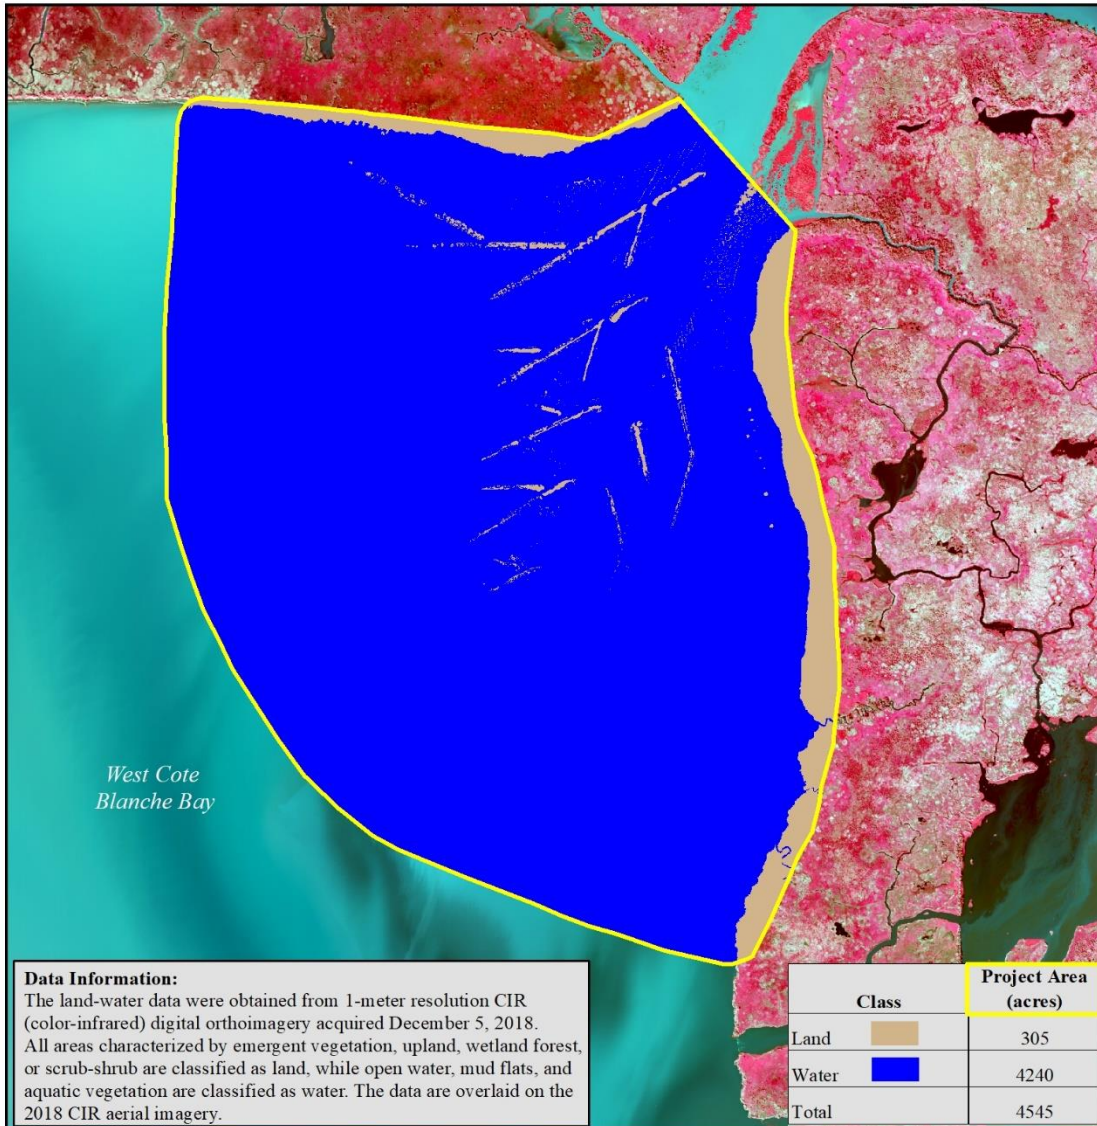 West Cote
Blanche Bay
Data Information:
The land-water data were obtained from 1-meter resolution CIR
(color-infrared) digital orthoimagery acquired December 5, 2018.
All areas characterized by emergent vegetation, upland, wetland forest,
or scrub-shrub are classified as land, while open water, mud flats, and
aquatic vegetation are classified as water. The data are overlaid on the
2018 CIR aerial imagery.
Class Project Area
(acres)
Land 305
Water 4240
Total 4545